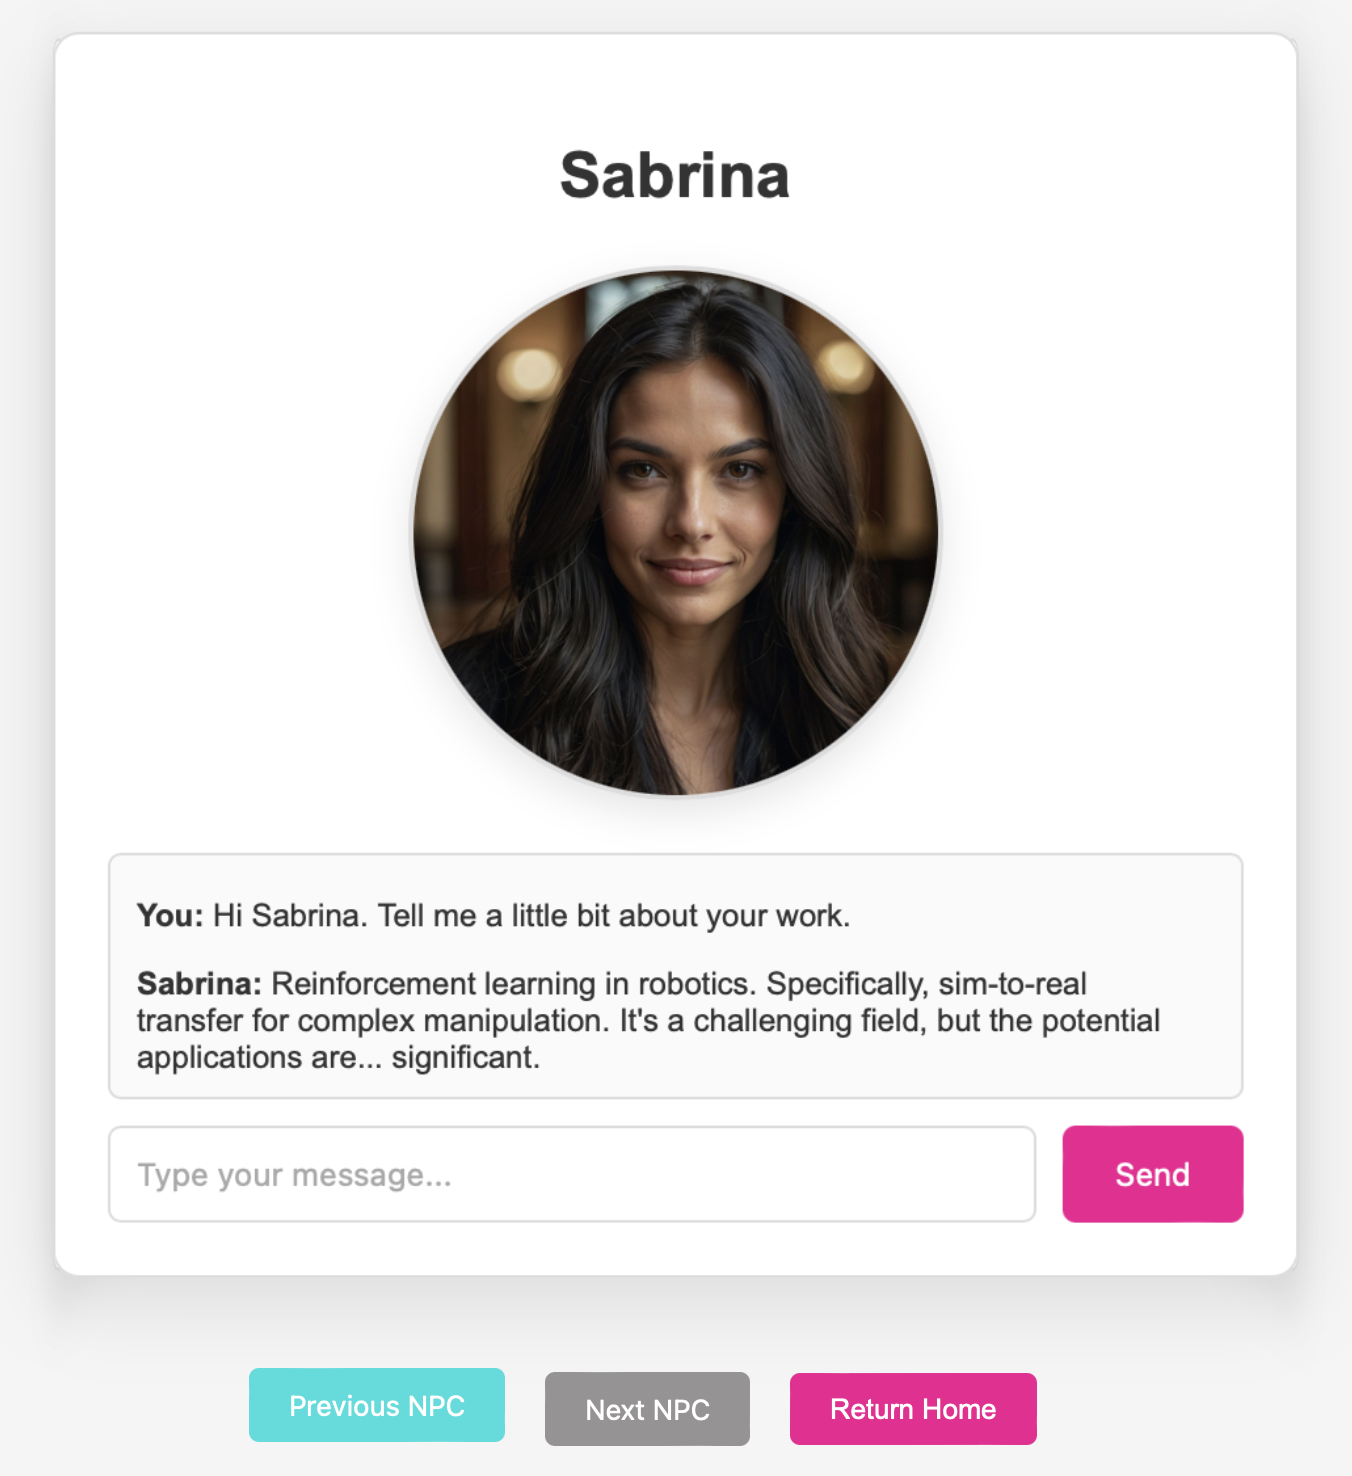 Sabrina
You: Hi Sabrina. Tell me a little bit about your work.
Sabrina: Reinforcement learning in robotics. Specifically, sim-to-real
transfer for complex manipulation. It's a challenging field, but the potential
applications are... significant.
Type your message...
Send
Previous NPC
Next NPC
Return Home